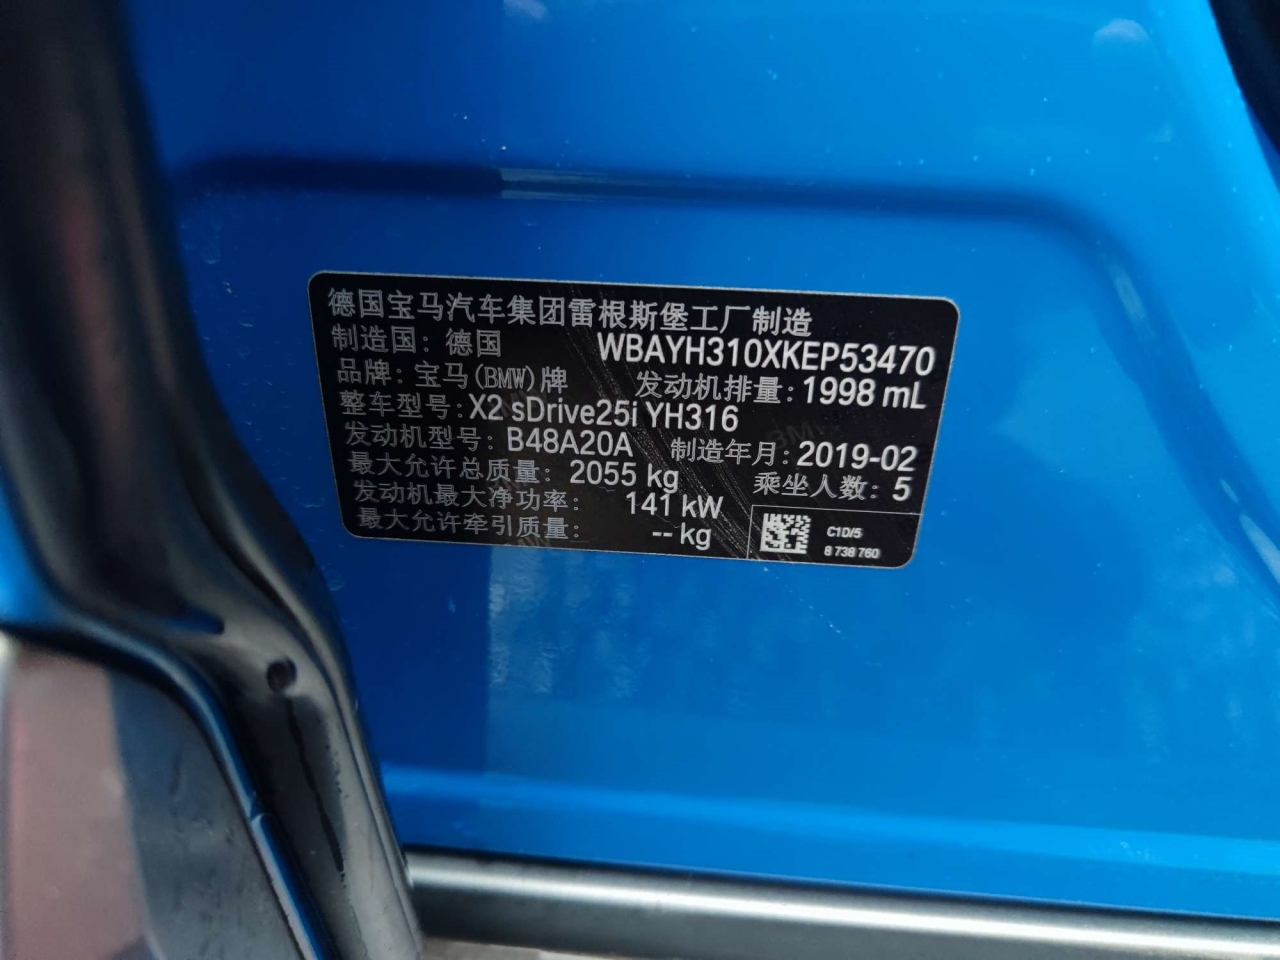 德国宝马汽车集团雷根斯堡工厂制造
制造国：德国 WBAYH310XKEP53470
品牌：宝马(BMW)牌 发动机排量：1998 mL
整车型号：X2 sDrive25i YH316
发动机型号：B48A20A 制造年月：2019-02
最大允许总质量：2055 kg 乘坐人数：5
发动机最大净功率：141 kW
最大允许牵引质量：-- kg
C1D/5
8 738 760